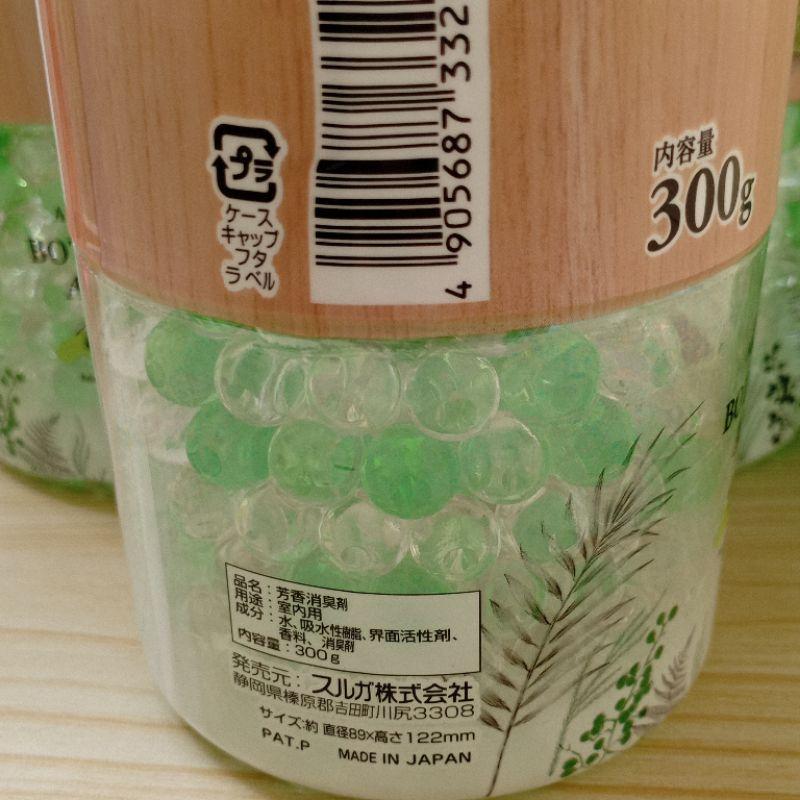 プラ
ケース
キャップ
フタ
ラベル
4 905687 332
内容量
300g
品名：芳香消臭剤
用途：室内用
成分：水、吸水性樹脂、界面活性剤、
香料、消臭剤
内容量：300g
発売元：スルガ株式会社
静岡県榛原郡吉田町川尻3308
サイズ：約 直径89×高さ122mm
PAT.P MADE IN JAPAN